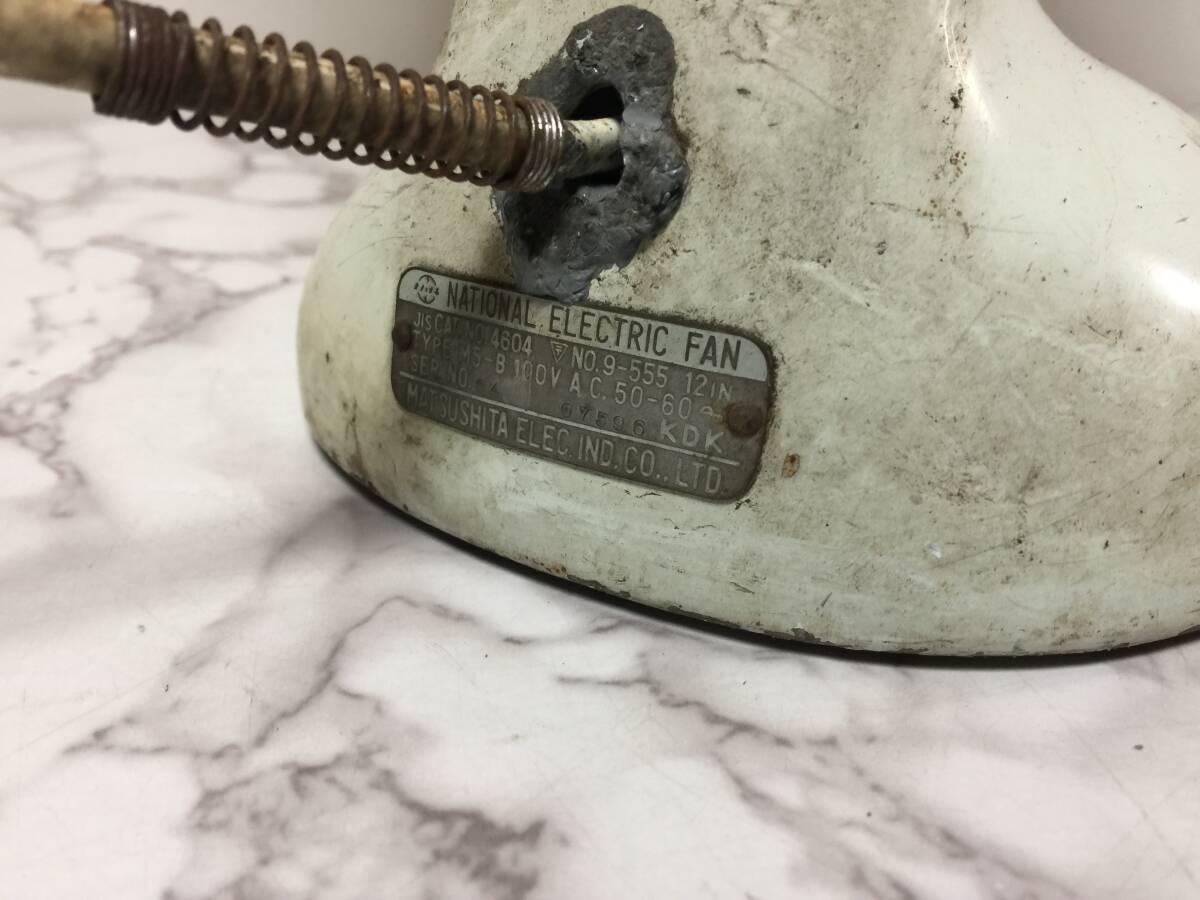 NATIONAL ELECTRIC FAN
JIS CAT. NO. 4604 ▽ NO. 9-555 12IN
TYPE MS-B 100V A.C. 50-60~
SER. NO. 67596 KDK
MATSUSHITA ELEC. IND. CO., LTD.